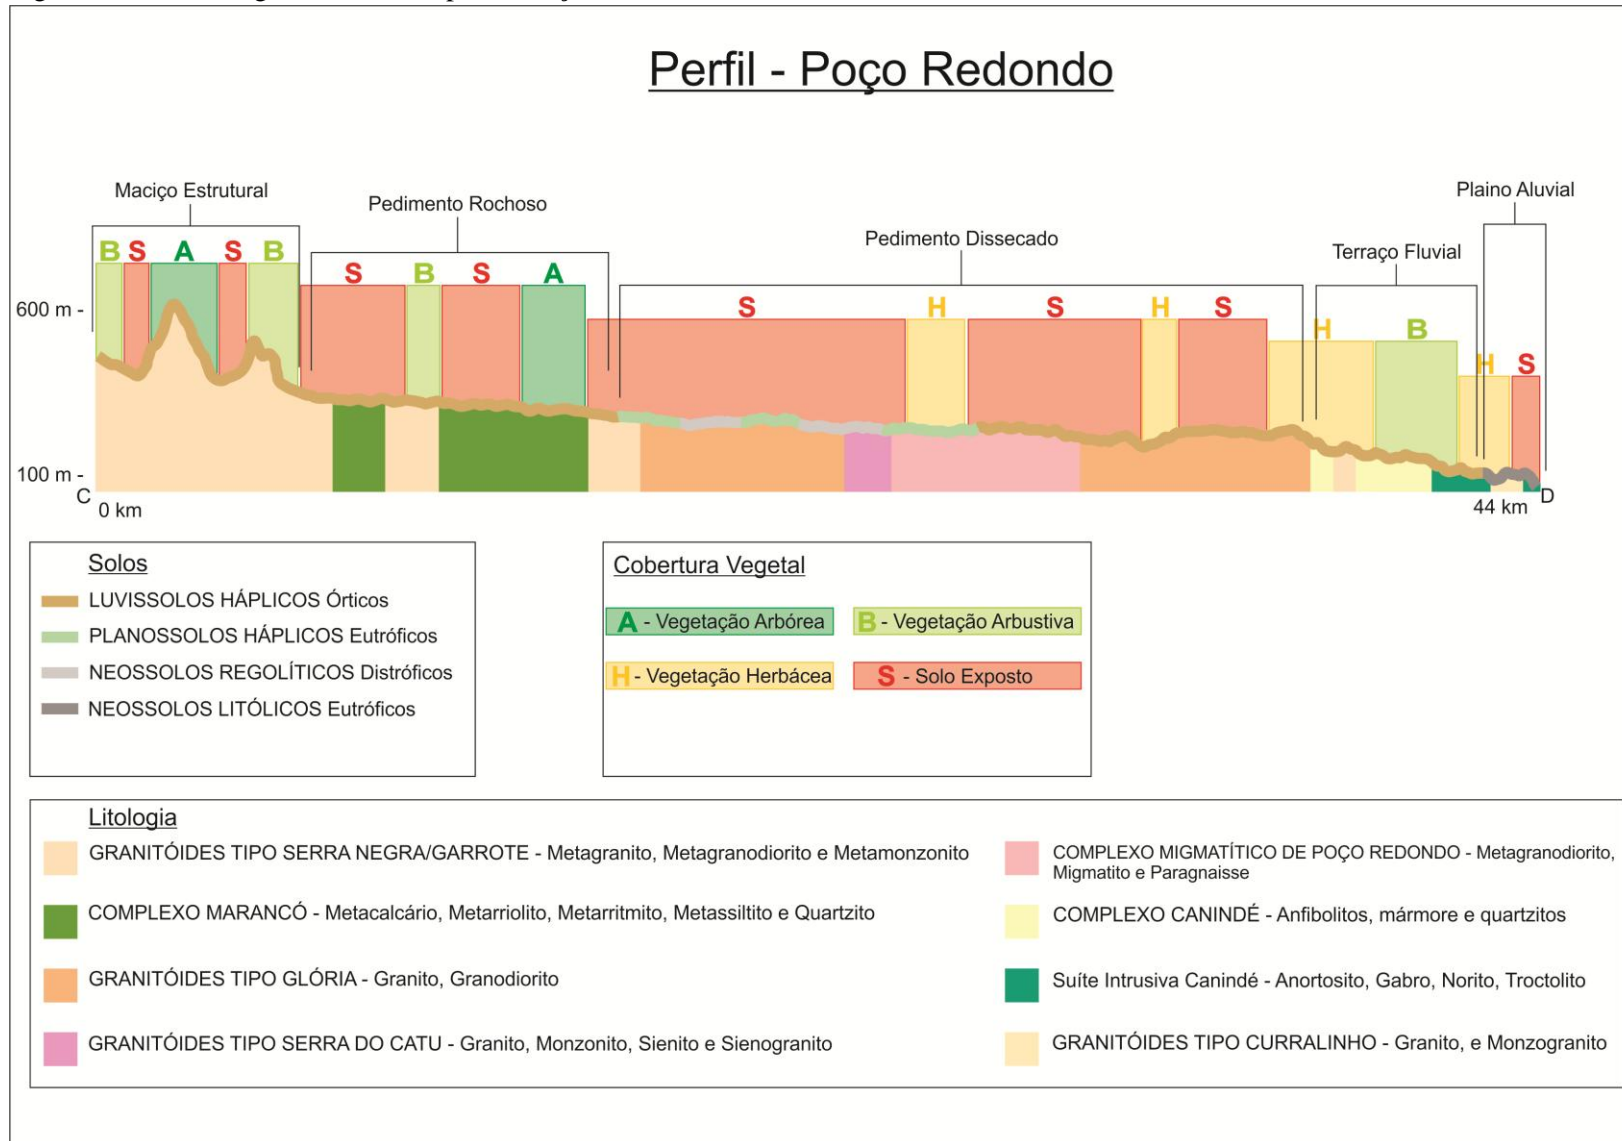 Perfil - Poço Redondo
Maciço Estrutural
Pedimento Rochoso
Pedimento Dissecado
Terraço Fluvial
Plaino Aluvial
B S A S B
S B S A
S H S H S
H B
H S
600 m -
100 m -
C
0 km
44 km
D
Solos
LUVISSOLOS HÁPLICOS Órticos
PLANOSSOLOS HÁPLICOS Eutróficos
NEOSSOLOS REGOLÍTICOS Distróficos
NEOSSOLOS LITÓLICOS Eutróficos
Cobertura Vegetal
A - Vegetação Arbórea
B - Vegetação Arbustiva
H - Vegetação Herbácea
S - Solo Exposto
Litologia
GRANITÓIDES TIPO SERRA NEGRA/GARROTE - Metagranito, Metagranodiorito e Metamonzonito
COMPLEXO MARANCÓ - Metacalcário, Metarriolito, Metarritmito, Metassiltito e Quartzito
GRANITÓIDES TIPO GLÓRIA - Granito, Granodiorito
GRANITÓIDES TIPO SERRA DO CATU - Granito, Monzonito, Sienito e Sienogranito
COMPLEXO MIGMATÍTICO DE POÇO REDONDO - Metagranodiorito,
Migmatito e Paragnaisse
COMPLEXO CANINDÉ - Anfibolitos, mármore e quartzitos
Suíte Intrusiva Canindé - Anortosito, Gabro, Norito, Troctolito
GRANITÓIDES TIPO CURRALINHO - Granito, e Monzogranito